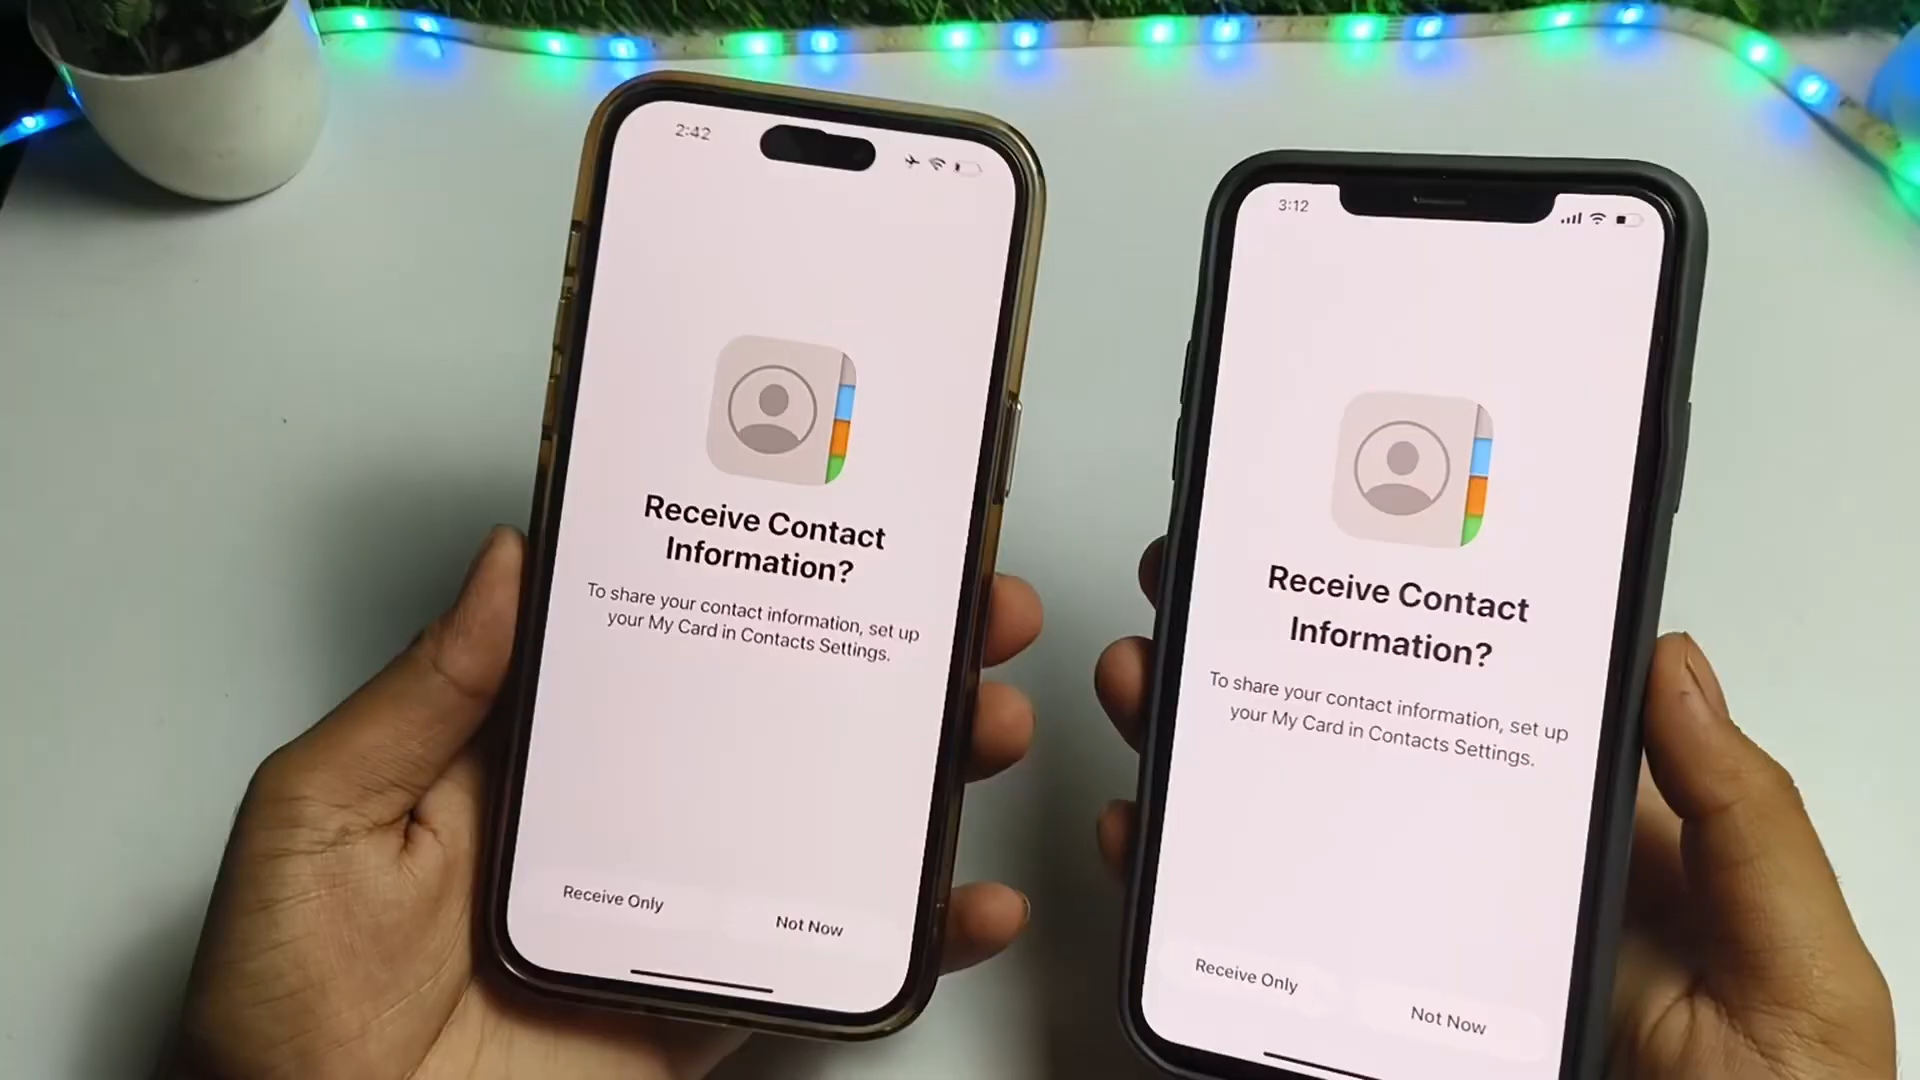 2:42
Receive Contact
Information?
To share your contact information, set up
your My Card in Contacts Settings.
Receive Only
Not Now
3:12
Receive Contact
Information?
To share your contact information, set up
your My Card in Contacts Settings.
Receive Only
Not Now